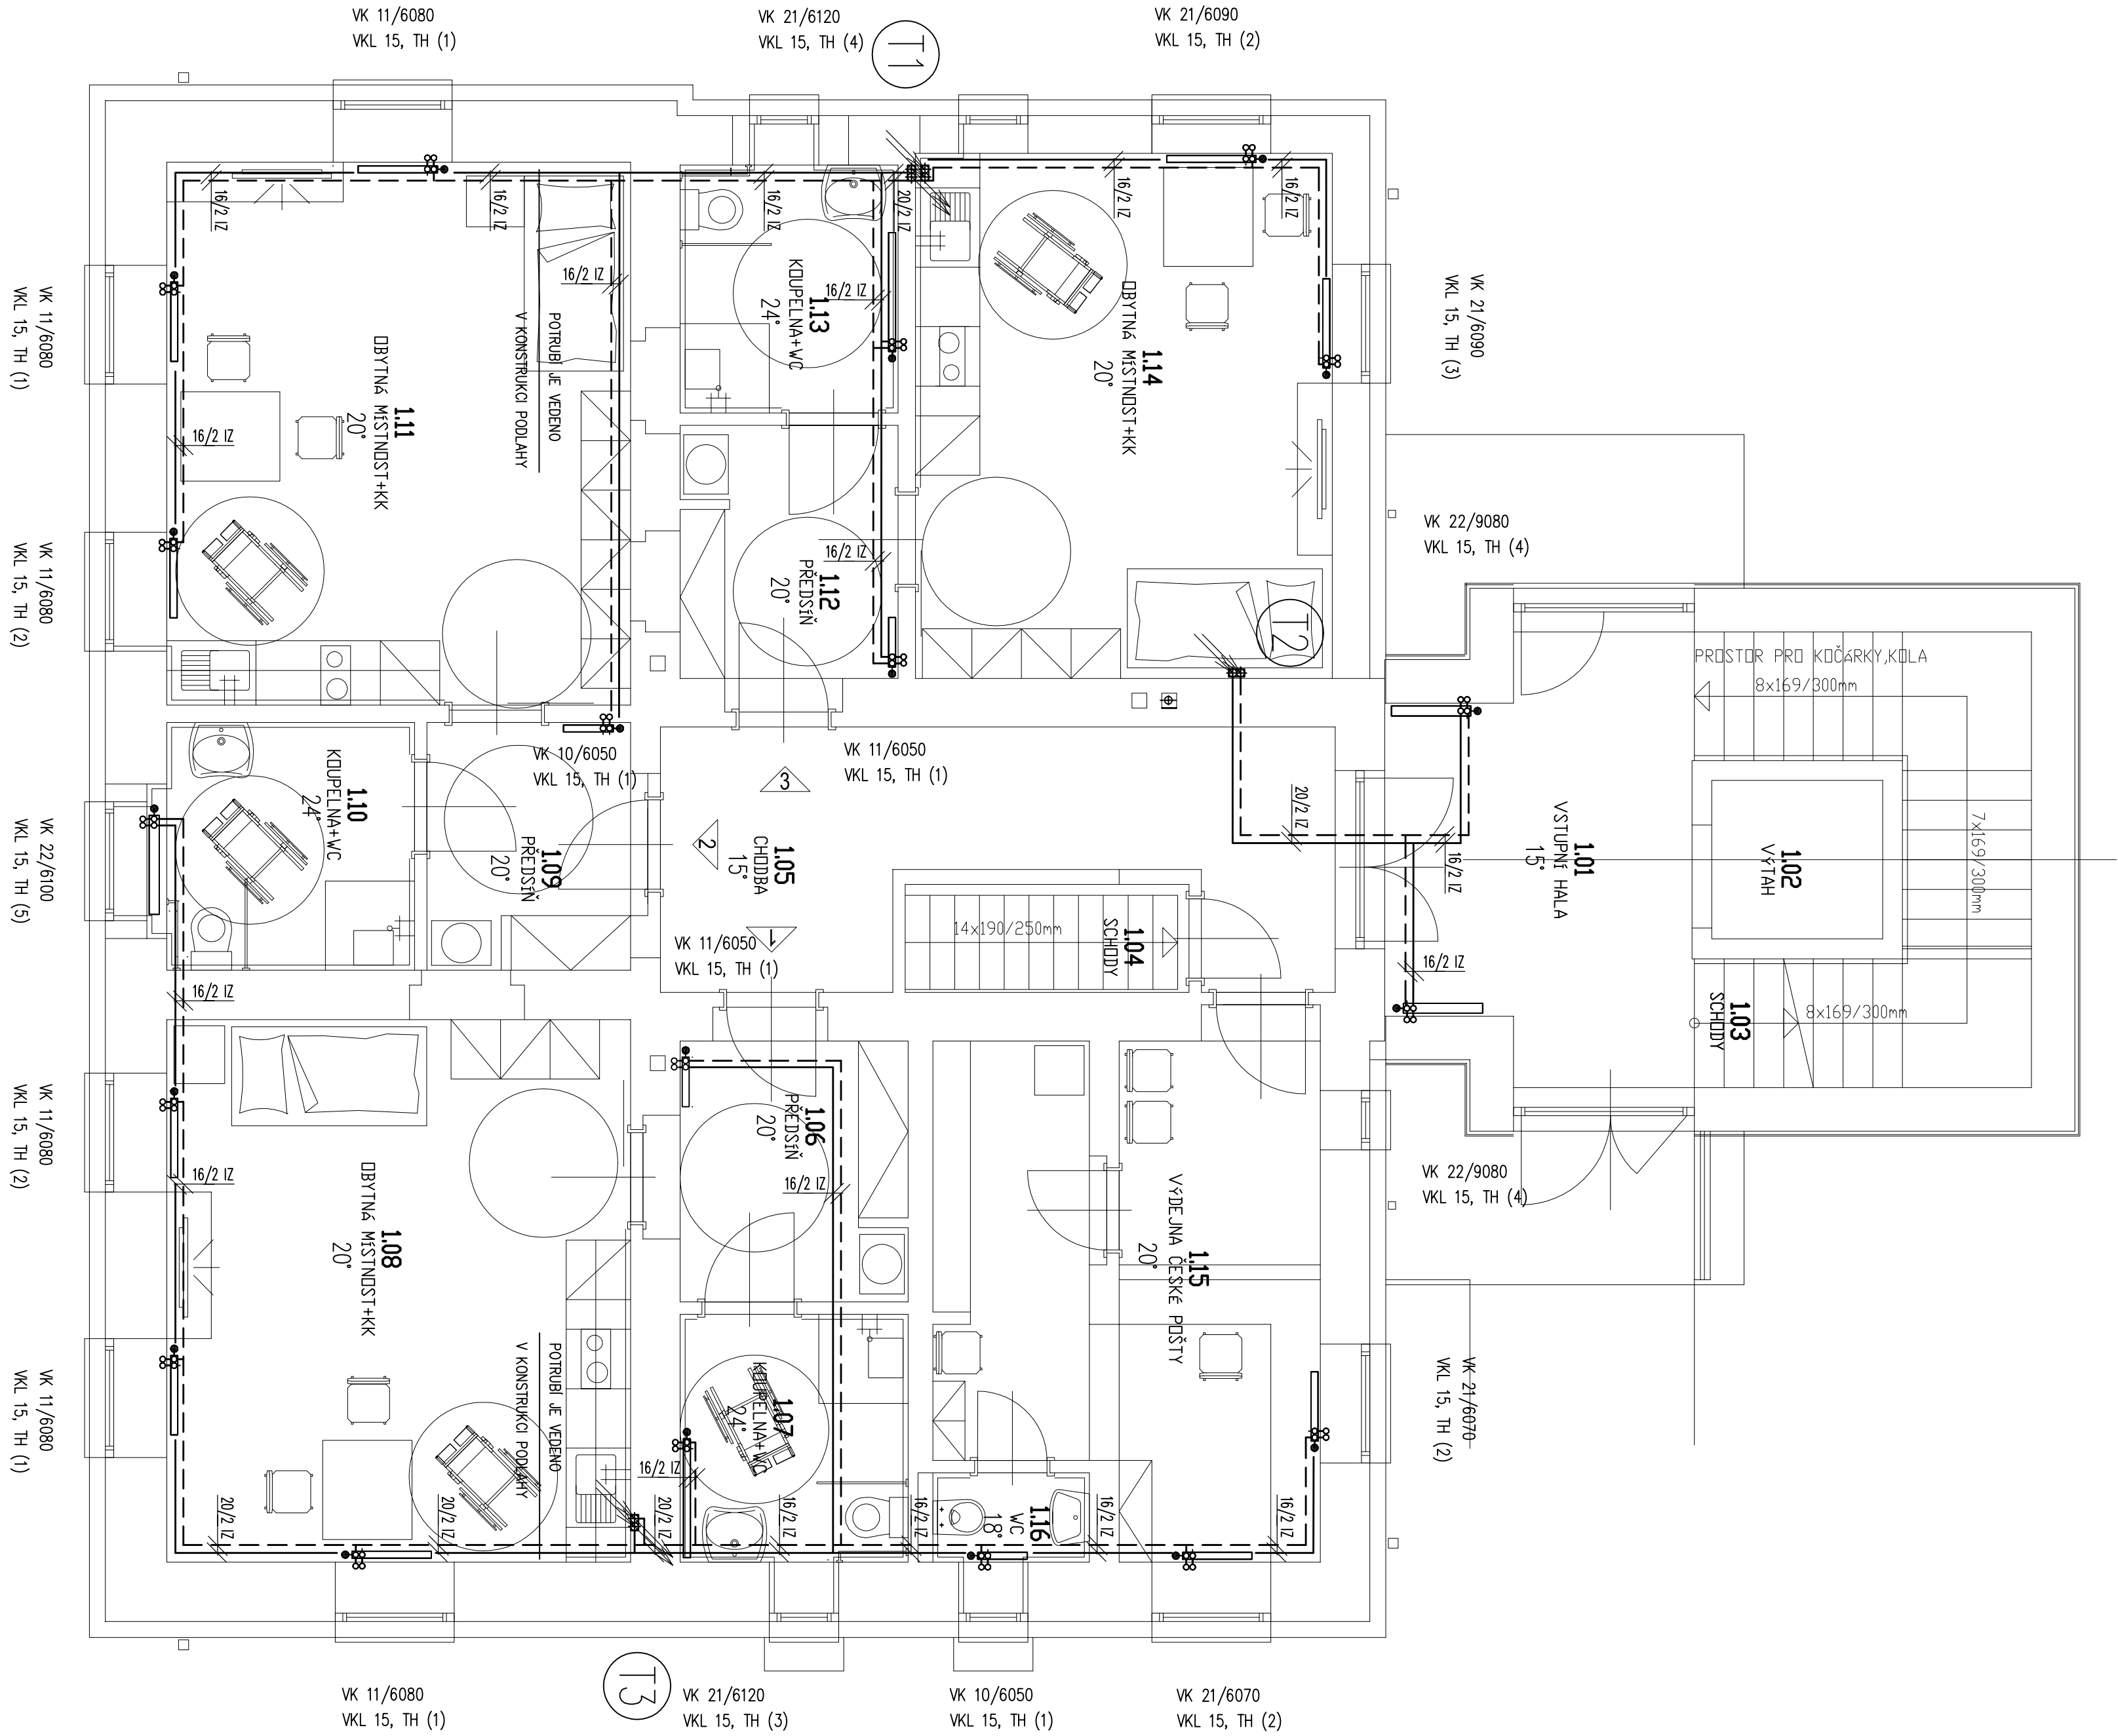 VK 11/6080
VKL 15, TH (1)
VK 21/6120
VKL 15, TH (4)
T1
VK 21/6090
VKL 15, TH (2)
16/2 IZ
16/2 IZ
16/2 IZ
20/2 IZ
16/2 IZ
16/2 IZ
16/2 IZ
16/2 IZ
VK 11/6080
VKL 15, TH (1)
1.11
OBYTNÁ MÍSTNOST+KK
20°
POTRUBÍ JE VEDENO
V KONSTRUKCI PODLAHY
1.13
KOUPELNA+WC
24°
1.14
OBYTNÁ MÍSTNOST+KK
20°
VK 21/6090
VKL 15, TH (3)
16/2 IZ
VK 11/6080
VKL 15, TH (2)
16/2 IZ
1.12
PŘEDSÍŇ
20°
T2
VK 22/9080
VKL 15, TH (4)
PROSTOR PRO KOČÁRKY,KOLA
8x169/300mm
VK 10/6050
VKL 15, TH (1)
VK 11/6050
VKL 15, TH (1)
3
2
1
1.10
KOUPELNA+WC
24°
1.09
PŘEDSÍŇ
20°
1.05
CHODBA
15°
20/2 IZ
16/2 IZ
1.01
VSTUPNÍ HALA
15°
1.02
VÝTAH
7x169/300mm
VK 22/6100
VKL 15, TH (5)
VK 11/6050
VKL 15, TH (1)
14x190/250mm
1.04
SCHODY
16/2 IZ
1.03
SCHODY
8x169/300mm
16/2 IZ
VK 11/6080
VKL 15, TH (2)
16/2 IZ
1.06
PŘEDSÍŇ
20°
16/2 IZ
VK 22/9080
VKL 15, TH (4)
1.08
OBYTNÁ MÍSTNOST+KK
20°
1.15
VÝDEJNA ČESKÉ POŠTY
20°
VK 11/6080
VKL 15, TH (1)
POTRUBÍ JE VEDENO
V KONSTRUKCI PODLAHY
1.07
KOUPELNA+WC
24°
VK 21/6070
VKL 15, TH (2)
16/2 IZ
20/2 IZ
20/2 IZ
20/2 IZ
16/2 IZ
16/2 IZ
1.16
WC
18°
16/2 IZ
16/2 IZ
VK 11/6080
VKL 15, TH (1)
T3
VK 21/6120
VKL 15, TH (3)
VK 10/6050
VKL 15, TH (1)
VK 21/6070
VKL 15, TH (2)